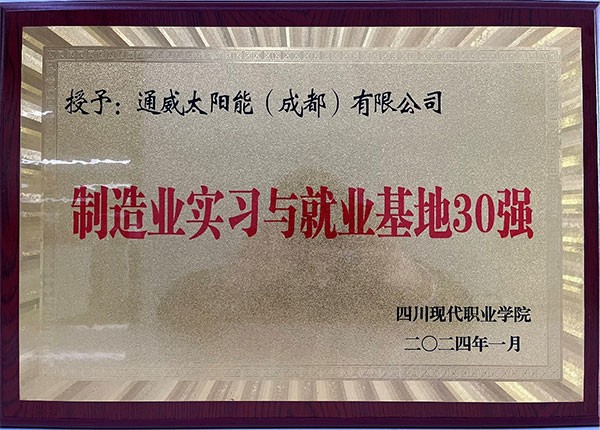 授予：通威太阳能（成都）有限公司
制造业实习与就业基地30强
四川现代职业学院
二〇二四年一月